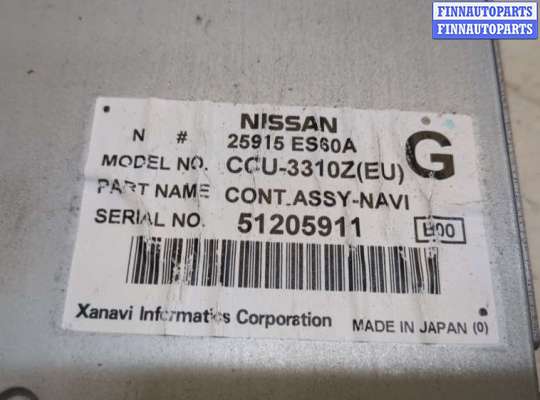 FINNAUTOPARTS
FINNAUTOPARTS
NISSAN
N # 25915 ES60A
G
MODEL NO. CCU-3310Z(EU)
PART NAME CONT.ASSY-NAVI
SERIAL NO. 51205911
Xanavi Informatics Corporation MADE IN JAPAN (0)